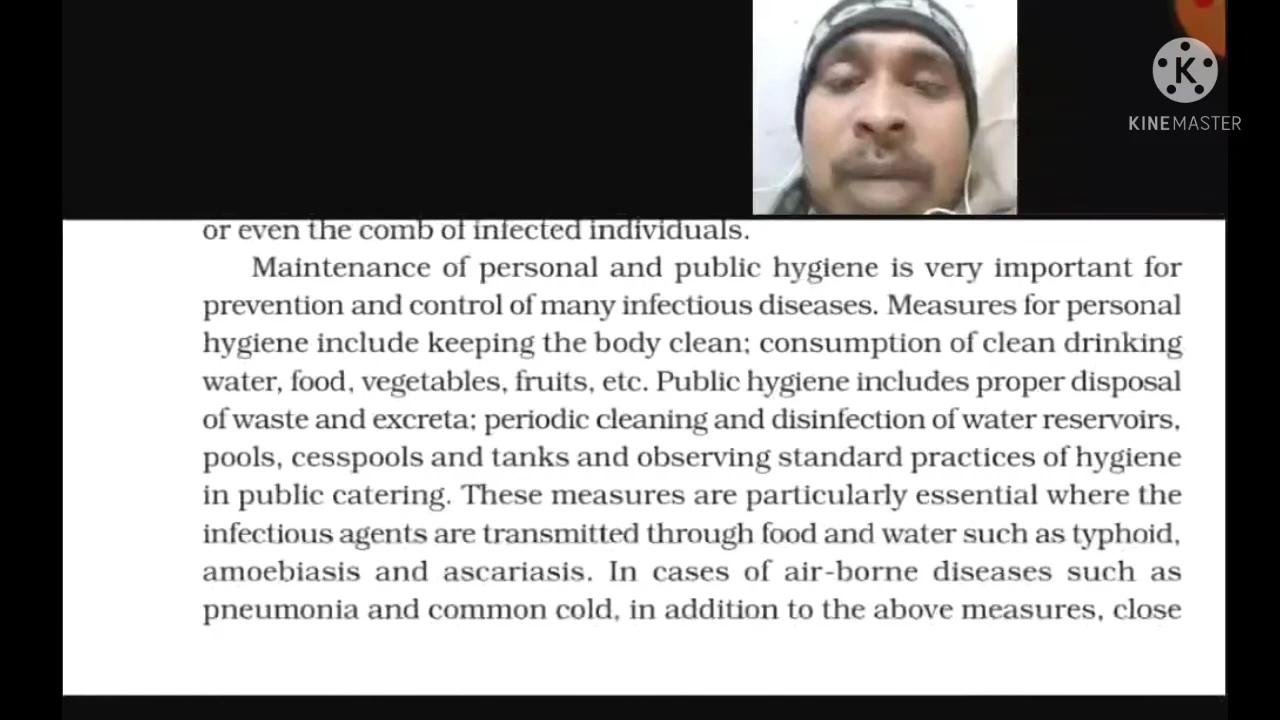 K
KINEMASTER
or even the comb of infected individuals.
Maintenance of personal and public hygiene is very important for
prevention and control of many infectious diseases. Measures for personal
hygiene include keeping the body clean; consumption of clean drinking
water, food, vegetables, fruits, etc. Public hygiene includes proper disposal
of waste and excreta; periodic cleaning and disinfection of water reservoirs,
pools, cesspools and tanks and observing standard practices of hygiene
in public catering. These measures are particularly essential where the
infectious agents are transmitted through food and water such as typhoid,
amoebiasis and ascariasis. In cases of air-borne diseases such as
pneumonia and common cold, in addition to the above measures, close